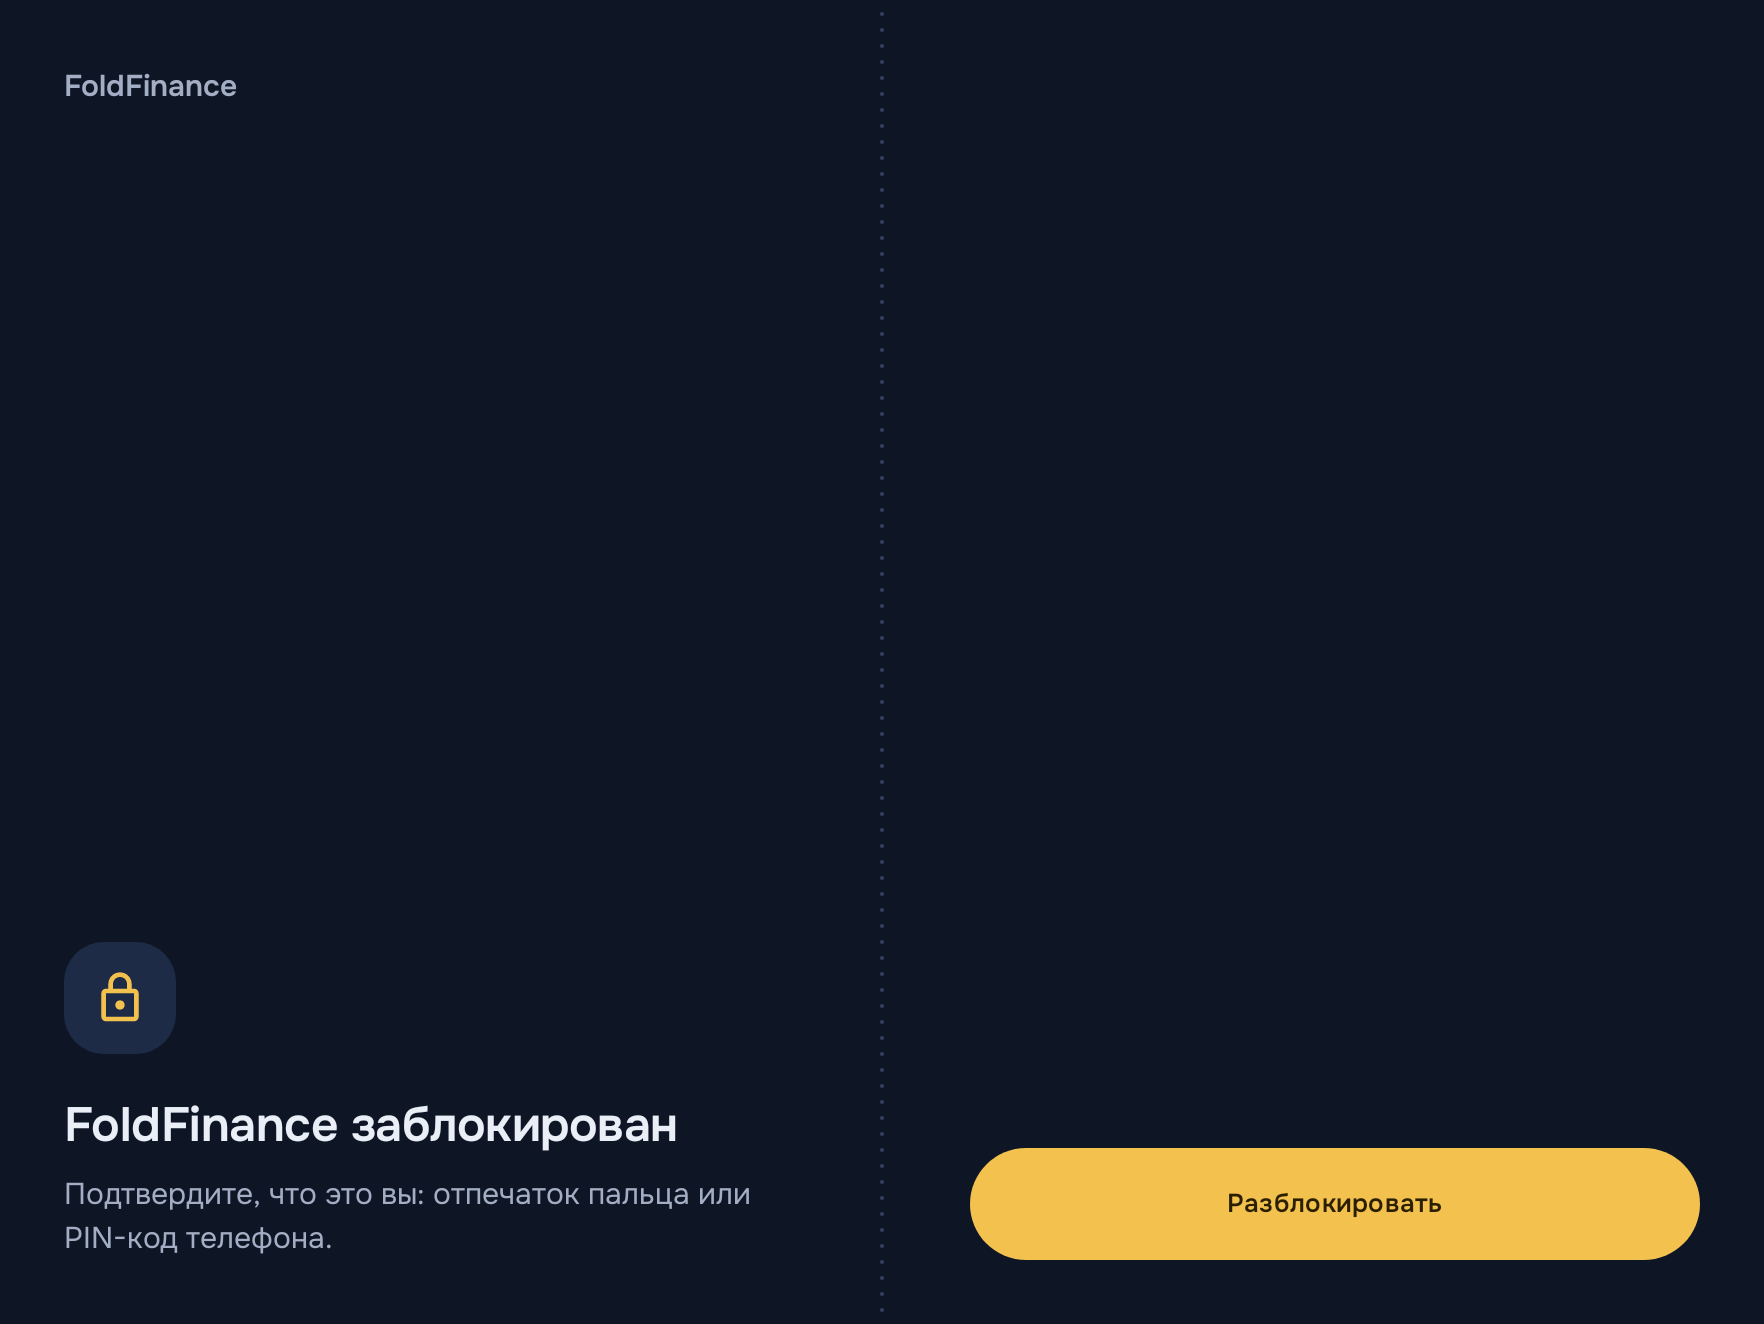 FoldFinance
FoldFinance заблокирован
Подтвердите, что это вы: отпечаток пальца или
PIN-код телефона.
Разблокировать